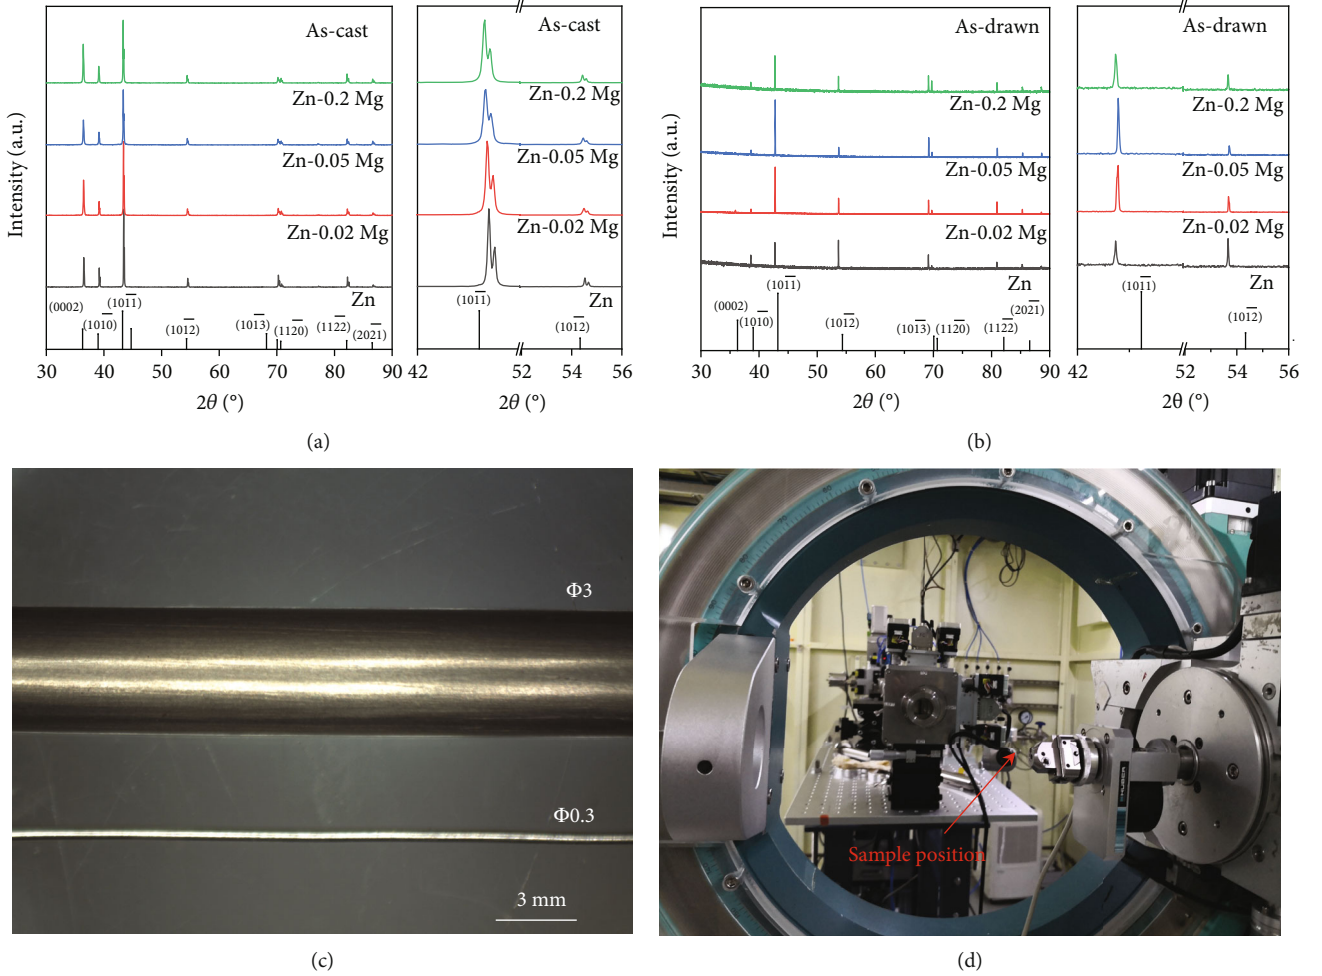 As-cast
Zn-0.2 Mg
Zn-0.05 Mg
Zn-0.02 Mg
Zn
(0002)
(101̅0)
(101̅1̅)
(101̅2)
(101̅3)
(112̅0)
(112̅2)
(202̅1)
Intensity (a.u.)
30 40 50 60 70 80 90
2θ (°)
As-cast
Zn-0.2 Mg
Zn-0.05 Mg
Zn-0.02 Mg
Zn
(101̅1̅)
(101̅2)
42 52 54 56
2θ (°)
(a)
As-drawn
Zn-0.2 Mg
Zn-0.05 Mg
Zn-0.02 Mg
Zn
(0002)
(101̅0)
(101̅1̅)
(101̅2)
(101̅3)
(112̅0)
(112̅2)
(202̅1)
Intensity (a.u.)
30 40 50 60 70 80 90
2θ (°)
As-drawn
Zn-0.2 Mg
Zn-0.05 Mg
Zn-0.02 Mg
Zn
(101̅1̅)
(101̅2)
42 52 54 56
2θ (°)
(b)
Φ3
Φ0.3
3 mm
(c)
HUBER
Sample position
(d)